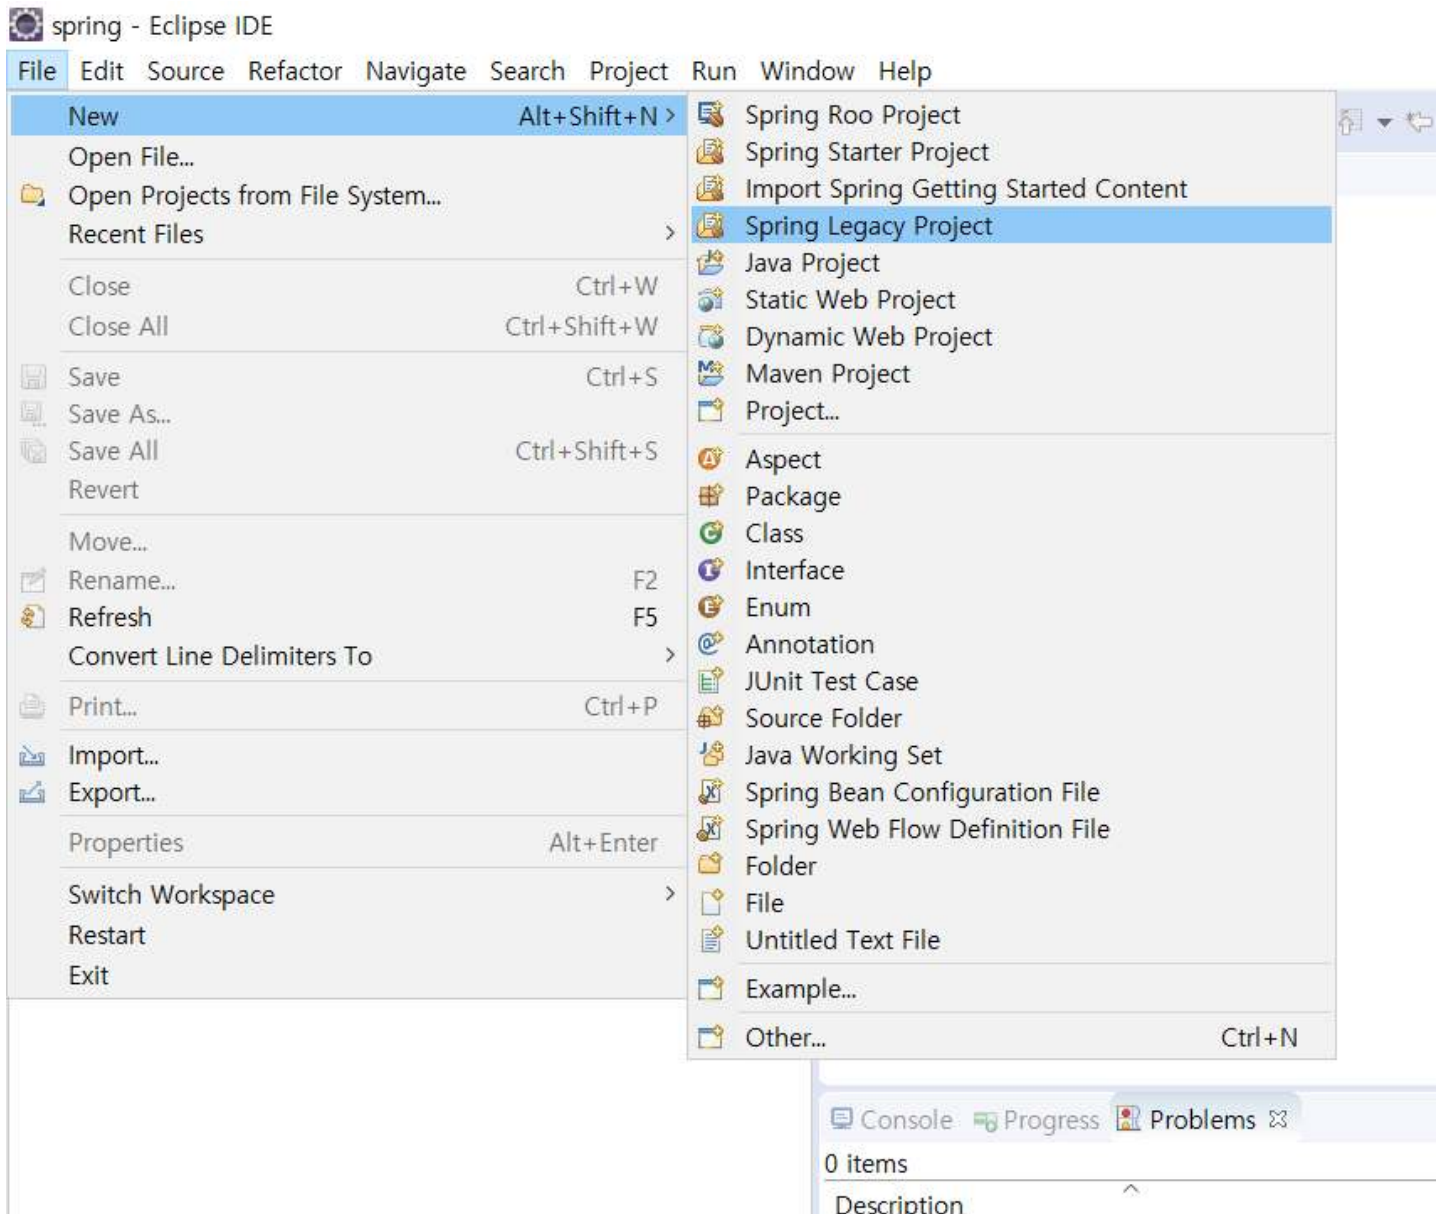 spring - Eclipse IDE
File Edit Source Refactor Navigate Search Project Run Window Help
New Alt+Shift+N >
Open File...
Open Projects from File System...
Recent Files >
Close Ctrl+W
Close All Ctrl+Shift+W
Save Ctrl+S
Save As...
Save All Ctrl+Shift+S
Revert
Move...
Rename... F2
Refresh F5
Convert Line Delimiters To >
Print... Ctrl+P
Import...
Export...
Properties Alt+Enter
Switch Workspace >
Restart
Exit
Spring Roo Project
Spring Starter Project
Import Spring Getting Started Content
Spring Legacy Project
Java Project
Static Web Project
Dynamic Web Project
Maven Project
Project...
Aspect
Package
Class
Interface
Enum
Annotation
JUnit Test Case
Source Folder
Java Working Set
Spring Bean Configuration File
Spring Web Flow Definition File
Folder
File
Untitled Text File
Example...
Other... Ctrl+N
Console Progress Problems
0 items
Description